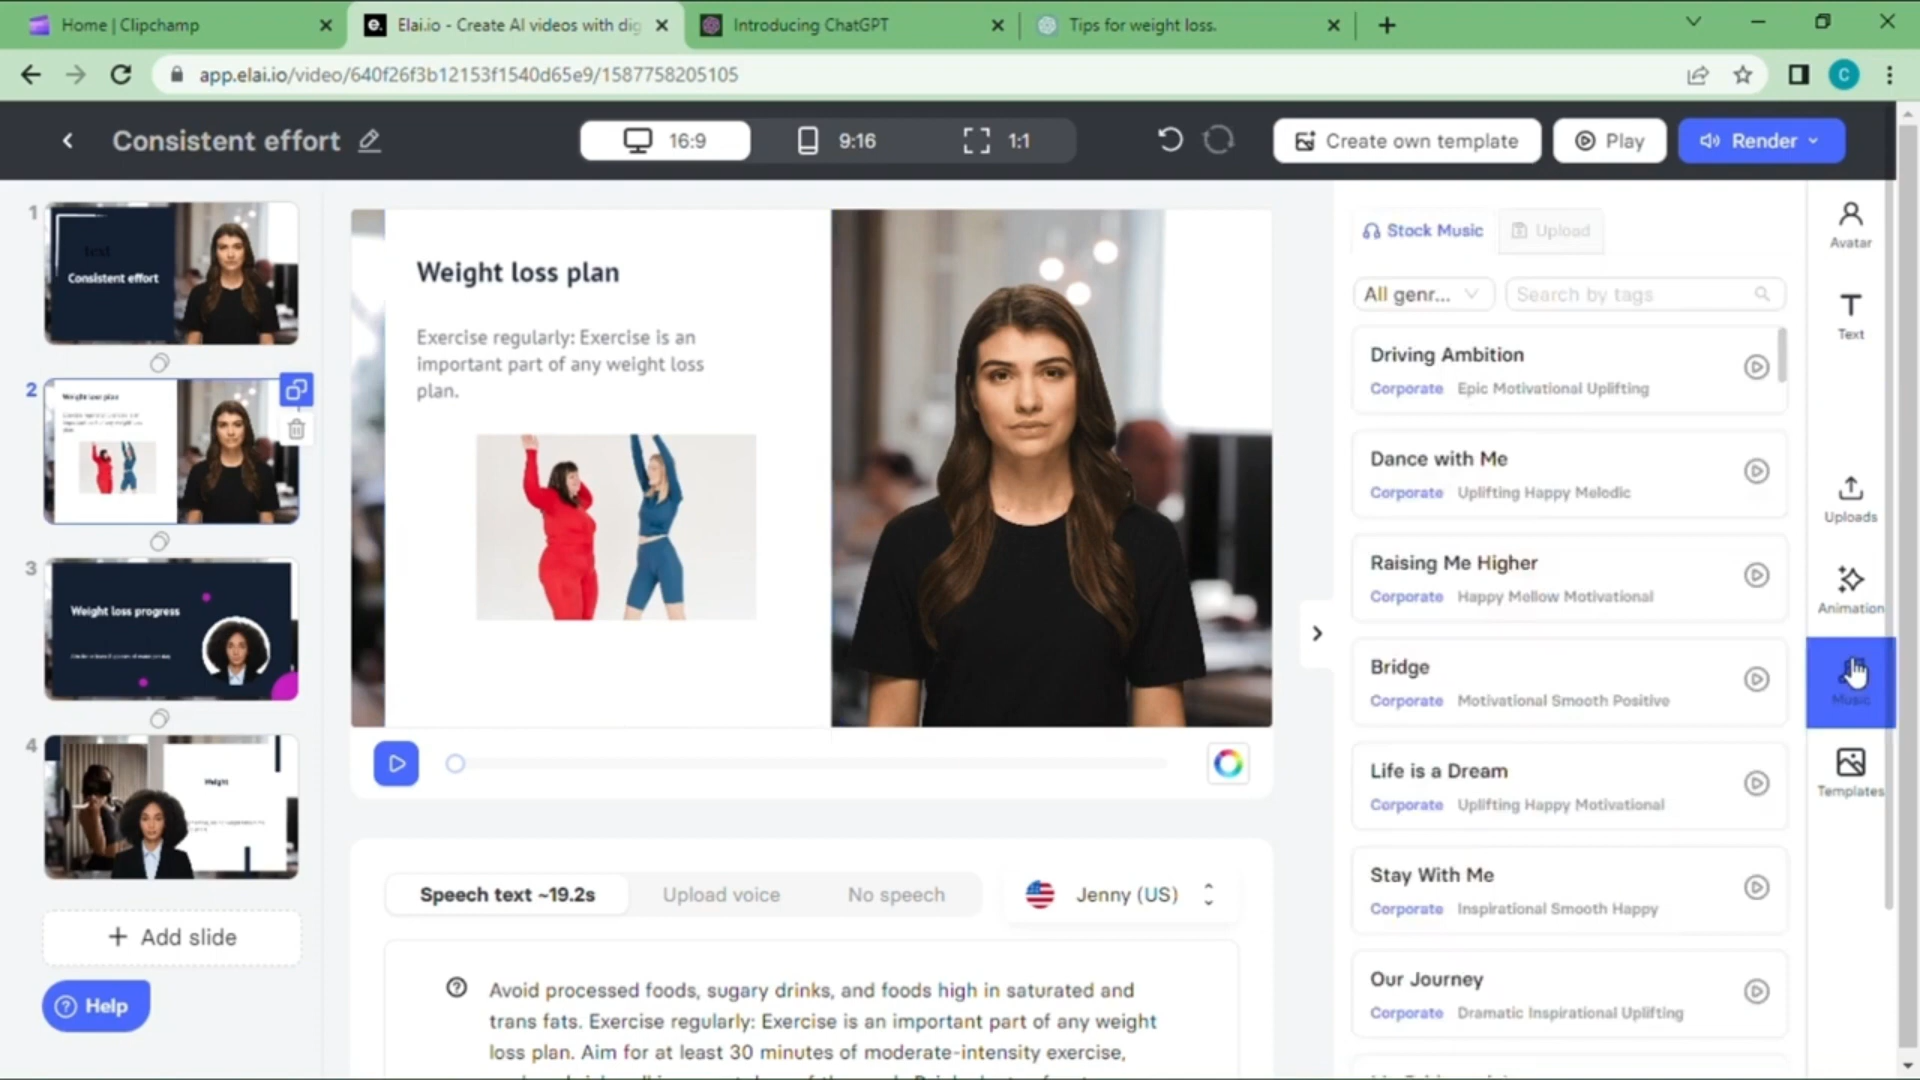 Home | Clipchamp
Elai.io - Create AI videos with dig
Introducing ChatGPT
Tips for weight loss.
app.elai.io/video/640f26f3b12153f1540d65e9/1587758205105
C
Consistent effort
16:9
9:16
1:1
Create own template
Play
Render
1
text
Consistent effort
2
Weight loss plan
3
Weight loss progress
4
Weight
Add slide
Help
Weight loss plan
Exercise regularly: Exercise is an
important part of any weight loss
plan.
Speech text ~19.2s
Upload voice
No speech
Jenny (US)
Avoid processed foods, sugary drinks, and foods high in saturated and
trans fats. Exercise regularly: Exercise is an important part of any weight
loss plan. Aim for at least 30 minutes of moderate-intensity exercise,
Stock Music
Upload
All genr...
Search by tags
Driving Ambition
Corporate Epic Motivational Uplifting
Dance with Me
Corporate Uplifting Happy Melodic
Raising Me Higher
Corporate Happy Mellow Motivational
Bridge
Corporate Motivational Smooth Positive
Life is a Dream
Corporate Uplifting Happy Motivational
Stay With Me
Corporate Inspirational Smooth Happy
Our Journey
Corporate Dramatic Inspirational Uplifting
Avatar
Text
Uploads
Animation
Music
Templates